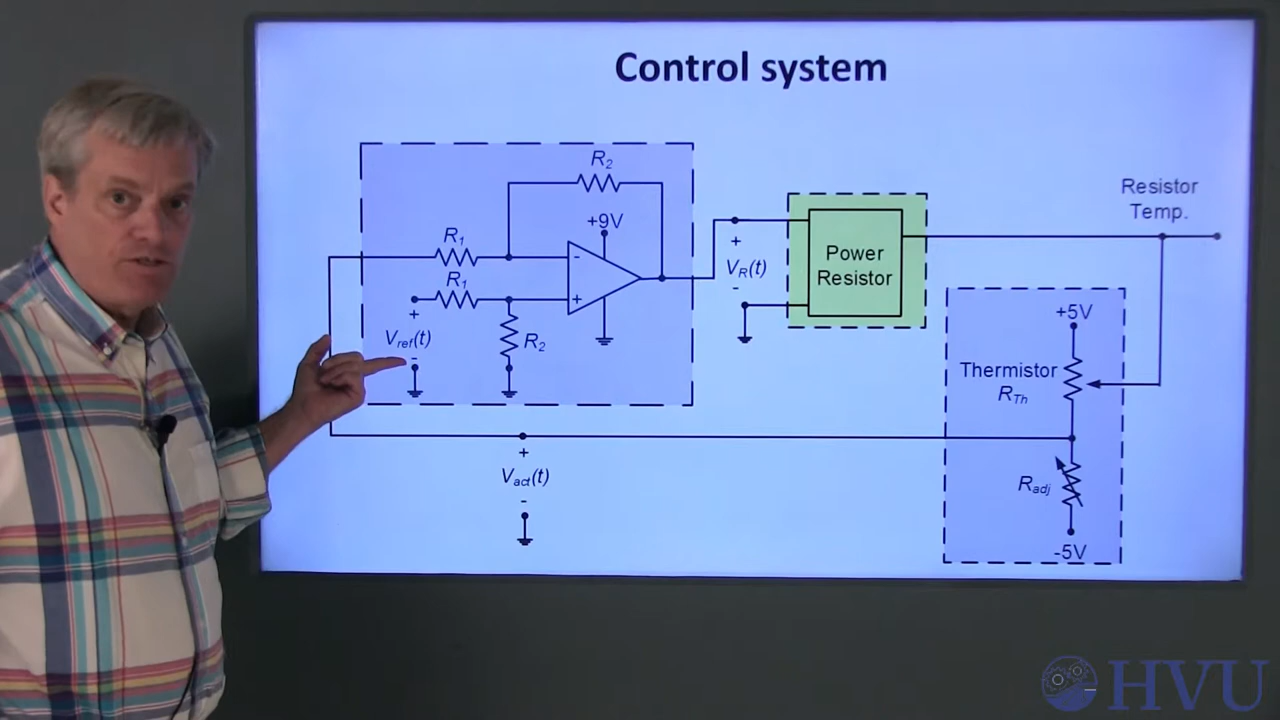 Control system
R2
+9V
R1
-
R1
+
+
Vref(t)
-
R2
+
VR(t)
-
Power
Resistor
Resistor
Temp.
+5V
Thermistor
RTh
+
Vact(t)
-
Radj
-5V
HVU